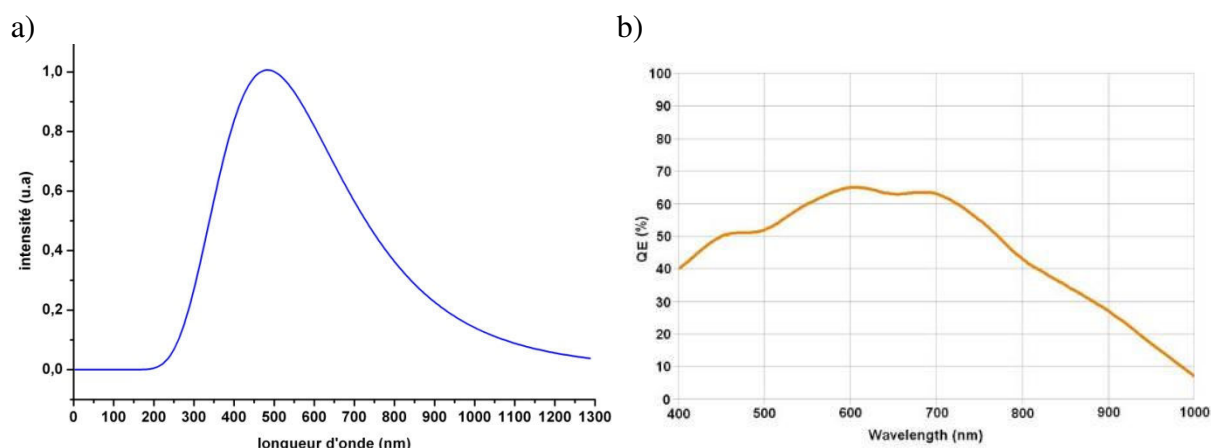 a)
1,0
0,8
0,6
0,4
0,2
0,0
intensité (u.a)
0 100 200 300 400 500 600 700 800 900 1000 1100 1200 1300
longueur d'onde (nm)
b)
100
90
80
70
60
50
40
30
20
10
0
QE (%)
400 500 600 700 800 900 1000
Wavelength (nm)